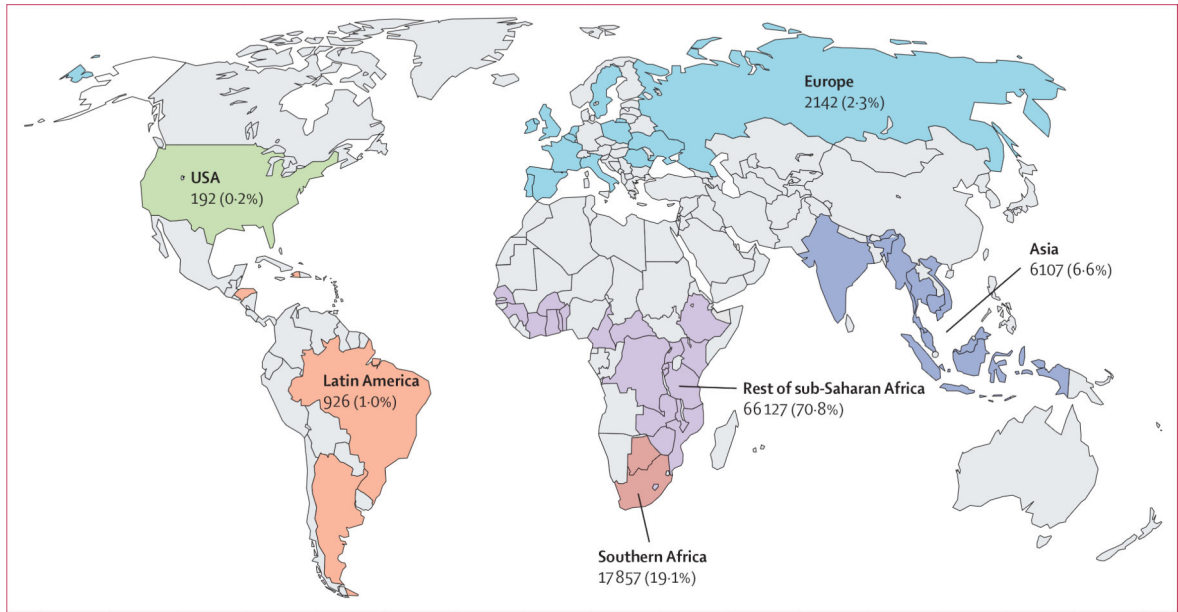 Europe
2142 (2·3%)
USA
192 (0·2%)
Asia
6107 (6·6%)
Latin America
926 (1·0%)
Rest of sub-Saharan Africa
66 127 (70·8%)
Southern Africa
17 857 (19·1%)